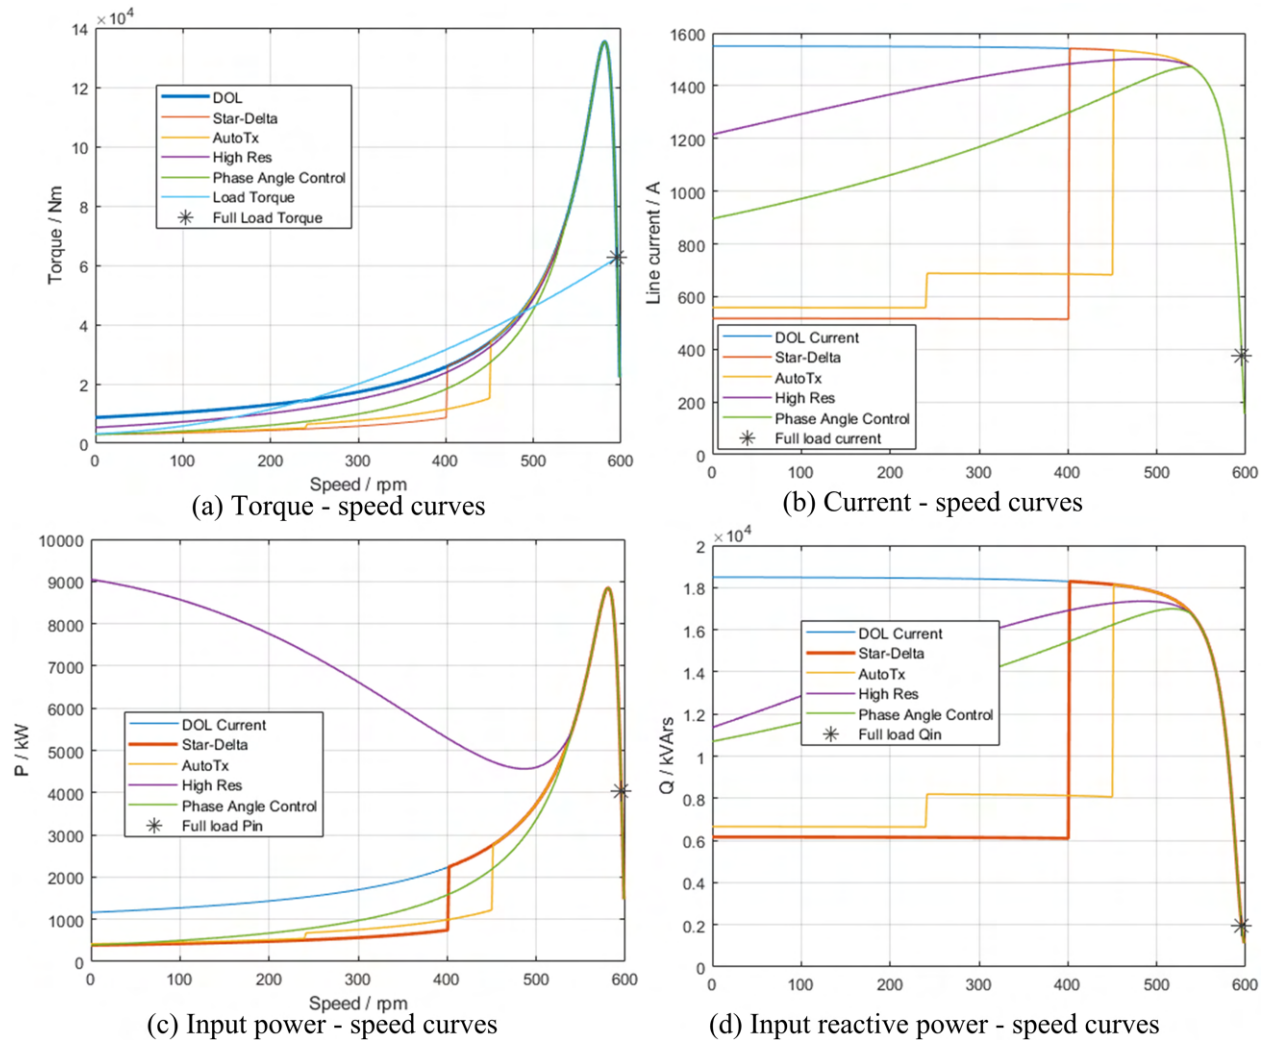 × 10⁴
14
12
10
8
6
4
2
0
Torque / Nm
DOL
Star-Delta
AutoTx
High Res
Phase Angle Control
Load Torque
Full Load Torque
0 100 200 300 400 500 600
Speed / rpm
(a) Torque - speed curves
1600
1400
1200
1000
800
600
400
200
0
Line current / A
DOL Current
Star-Delta
AutoTx
High Res
Phase Angle Control
Full load current
0 100 200 300 400 500 600
(b) Current - speed curves
10000
9000
8000
7000
6000
5000
4000
3000
2000
1000
0
P / kW
DOL Current
Star-Delta
AutoTx
High Res
Phase Angle Control
Full load Pin
0 100 200 300 400 500 600
Speed / rpm
(c) Input power - speed curves
× 10⁴
2
1.8
1.6
1.4
1.2
1
0.8
0.6
0.4
0.2
0
Q / kVArs
DOL Current
Star-Delta
AutoTx
High Res
Phase Angle Control
Full load Qin
0 100 200 300 400 500 600
(d) Input reactive power - speed curves